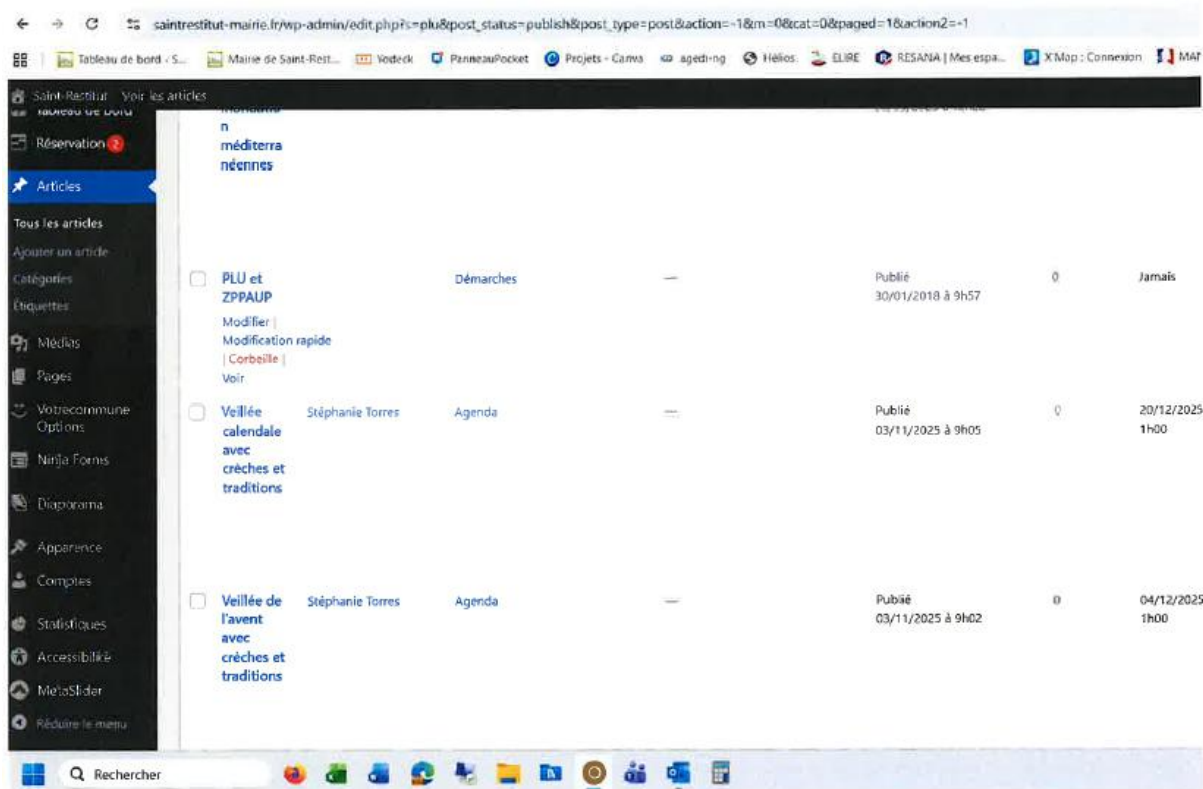 saintrestitut-mairie.fr/wp-admin/edit.php?s=plu&post_status=publish&post_type=post&action=-1&m=0&cat=0&paged=1&action2=-1
Tableau de bord - S... Mairie de Saint-Rest... Yodeck PanneauPocket Projets - Canva agedi-ng Hélios ELIRE RESANA | Mes espa... X'Map : Connexion MAF
Saint-Restitut Voir les articles
Tableau de bord
n
Réservation 2
méditerra
néennes
Articles
Tous les articles
Ajouter un article
Catégories
Étiquettes
PLU et Démarches — Publié 0 Jamais
ZPPAUP 30/01/2018 à 9h57
Modifier |
Modification rapide
| Corbeille |
Voir
Médias
Pages
Votrecommune
Options
Ninja Forms
Diaporama
Apparence
Comptes
Statistiques
Accessibilité
MetaSlider
Réduire le menu
Veillée Stéphanie Torres Agenda — Publié 0 20/12/2025
calendale 03/11/2025 à 9h05 1h00
avec
crèches et
traditions
Veillée de Stéphanie Torres Agenda — Publié 0 04/12/2025
l'avent 03/11/2025 à 9h02 1h00
avec
crèches et
traditions
Rechercher